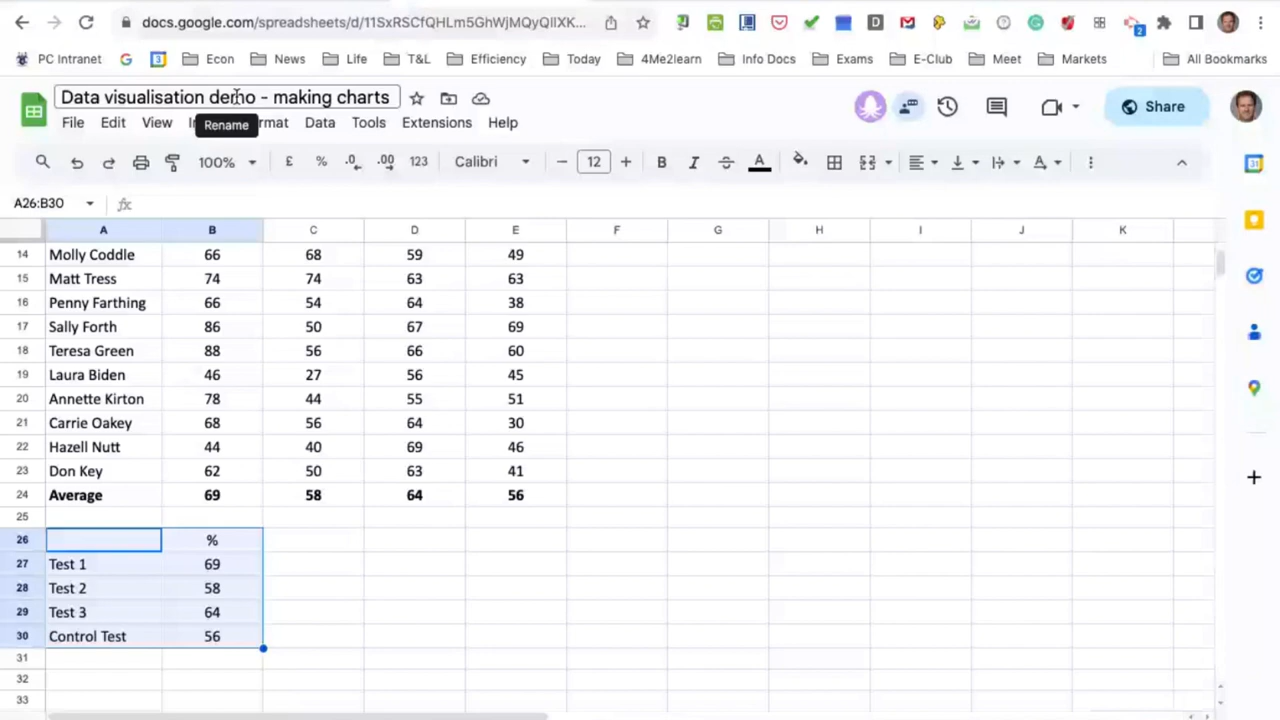 docs.google.com/spreadsheets/d/11SxRSCfQHLm5GhWjMQyQlIXK...
2
PC Intranet Econ News Life T&L Efficiency Today 4Me2learn Info Docs Exams E-Club Meet Markets All Bookmarks
Data visualisation demo - making charts
Share
File Edit View Data Tools Extensions Help
Rename
100% £ % .0 .00 123 Calibri 12 B I A
A26:B30 fx
A B C D E F G H I J K
14 Molly Coddle 66 68 59 49
15 Matt Tress 74 74 63 63
16 Penny Farthing 66 54 64 38
17 Sally Forth 86 50 67 69
18 Teresa Green 88 56 66 60
19 Laura Biden 46 27 56 45
20 Annette Kirton 78 44 55 51
21 Carrie Oakey 68 56 64 30
22 Hazell Nutt 44 40 69 46
23 Don Key 62 50 63 41
24 Average 69 58 64 56
25
26 %
27 Test 1 69
28 Test 2 58
29 Test 3 64
30 Control Test 56
31
32
33